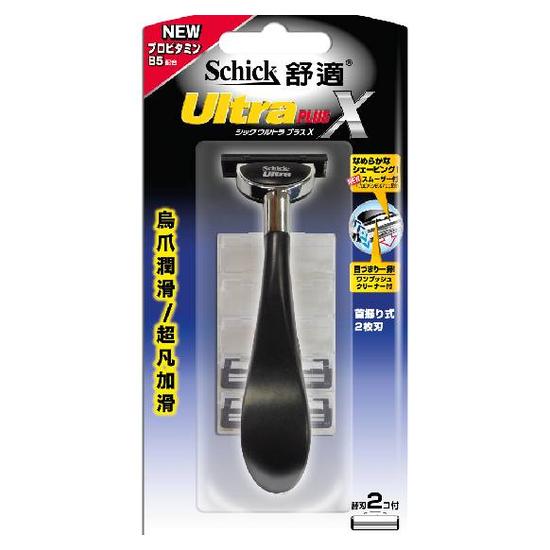 NEW
プロビタミン
B5配合
Schick 舒適®
Ultra PLUS X
シック ウルトラ プラス X
Schick
Ultra
なめらかな
シェービング!
NEW スムーサー付
目づまり一掃!
ワンプッシュ
クリーナー付
首振り式
2枚刃
烏爪潤滑/超凡加滑
替刃2コ付